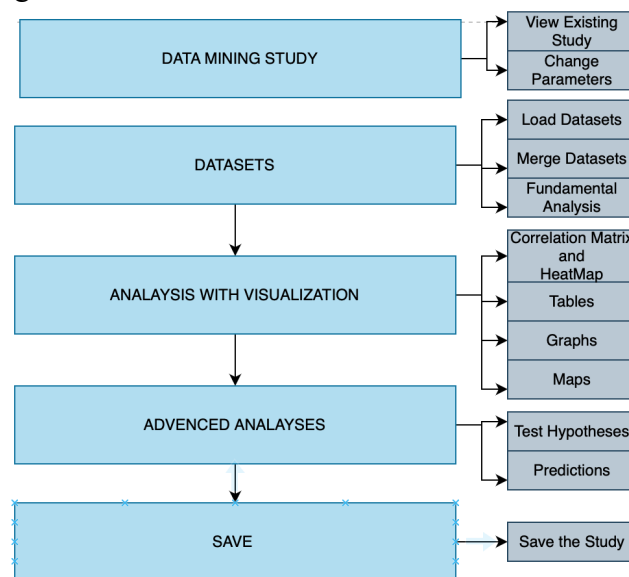 DATA MINING STUDY
View Existing
Study
Change
Parameters
DATASETS
Load Datasets
Merge Datasets
Fundamental
Analysis
ANALAYSIS WITH VISUALIZATION
Correlation Matrix
and
HeatMap
Tables
Graphs
Maps
ADVENCED ANALAYSES
Test Hypotheses
Predictions
SAVE
Save the Study